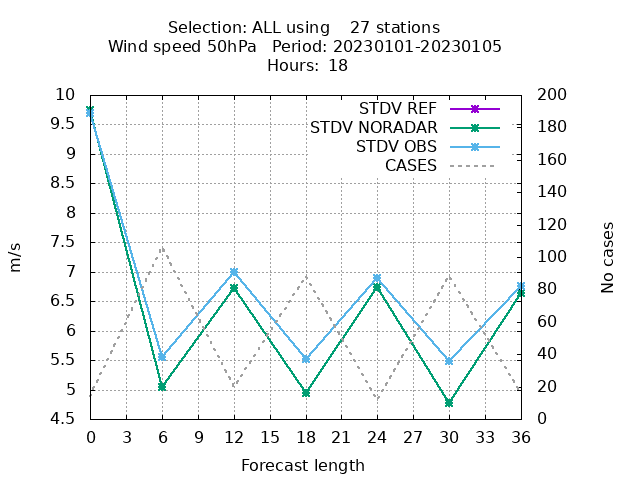 Selection: ALL using 27 stations
Wind speed 50hPa Period: 20230101-20230105
Hours: 18
STDV REF
STDV NORADAR
STDV OBS
CASES
10
9.5
9
8.5
8
7.5
7
6.5
6
5.5
5
4.5
m/s
200
180
160
140
120
100
80
60
40
20
0
No cases
0 3 6 9 12 15 18 21 24 27 30 33 36
Forecast length